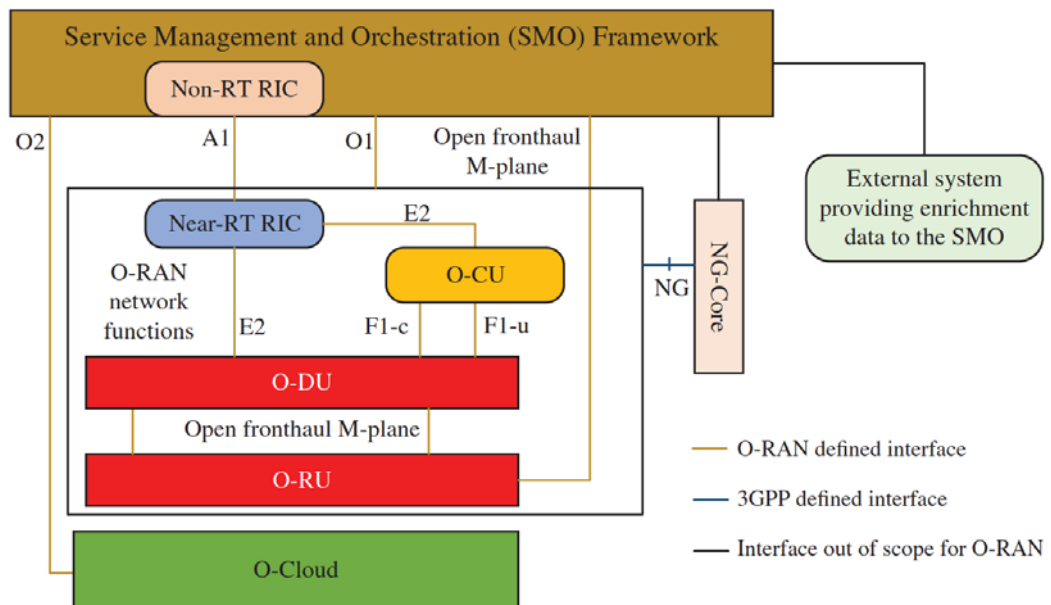 Service Management and Orchestration (SMO) Framework
Non-RT RIC
O2
A1
O1
Open fronthaul
M-plane
External system
providing enrichment
data to the SMO
Near-RT RIC
E2
O-CU
NG-Core
NG
O-RAN
network
functions
E2
F1-c
F1-u
O-DU
Open fronthaul M-plane
O-RU
O-Cloud
O-RAN defined interface
3GPP defined interface
Interface out of scope for O-RAN